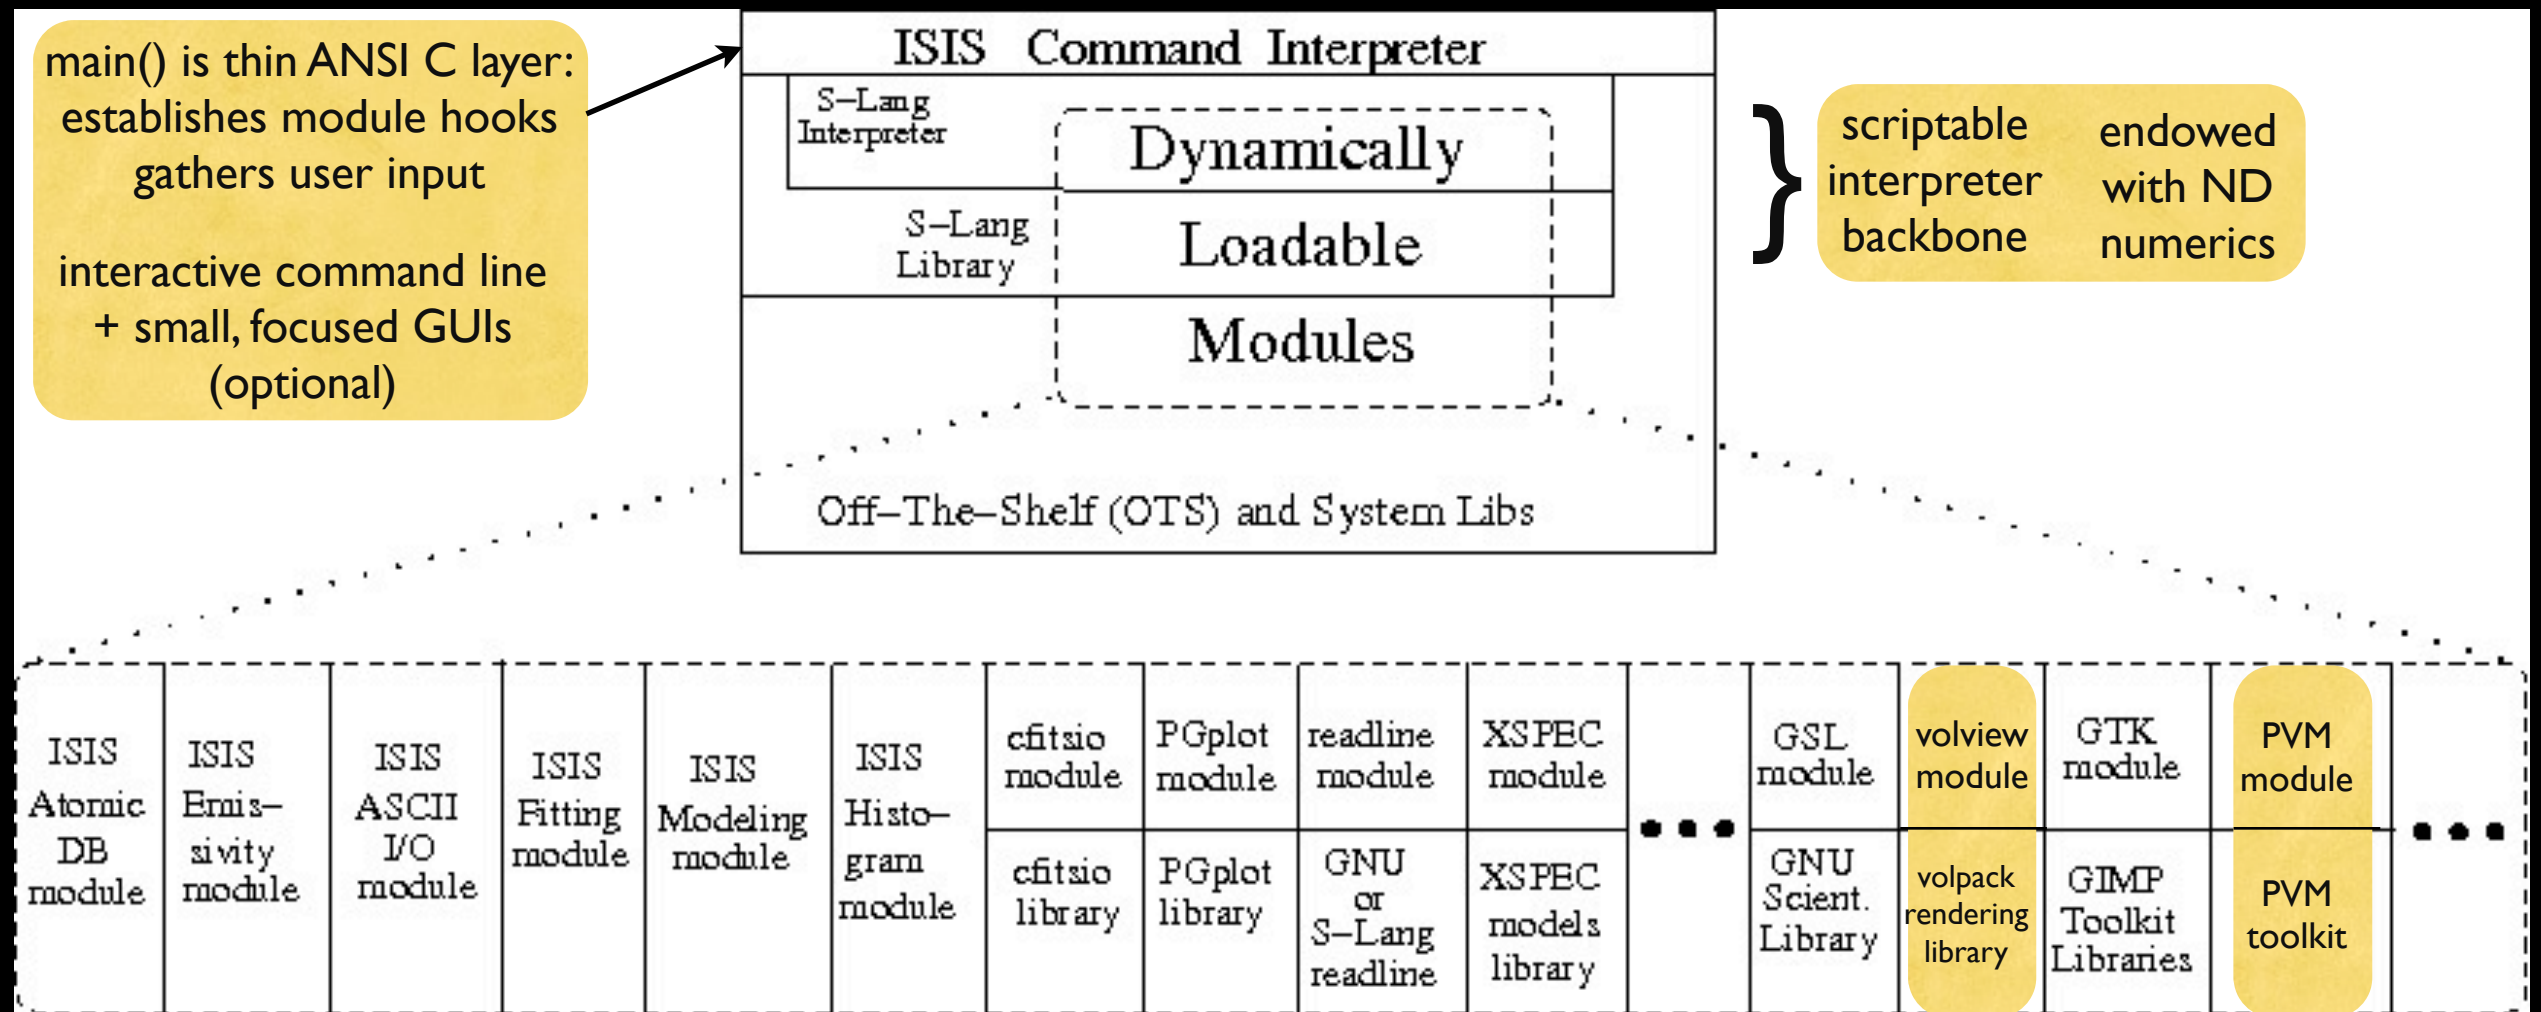 main() is thin ANSI C layer:
establishes module hooks
gathers user input
interactive command line
+ small, focused GUIs
(optional)
ISIS Command Interpreter
S-Lang
Interpreter
Dynamically
S-Lang
Library
Loadable
Modules
Off-The-Shelf (OTS) and System Libs
}
scriptable
interpreter
backbone
endowed
with ND
numerics
ISIS
Atomic
DB
module
ISIS
Emis-
sivity
module
ISIS
ASCII
I/O
module
ISIS
Fitting
module
ISIS
Modeling
module
ISIS
Histo-
gram
module
cfitsio
module
cfitsio
library
PGplot
module
PGplot
library
readline
module
GNU
or
S-Lang
readline
XSPEC
module
XSPEC
models
library
GSL
module
GNU
Scient.
Library
volview
module
volpack
rendering
library
GTK
module
GIMP
Toolkit
Libraries
PVM
module
PVM
toolkit